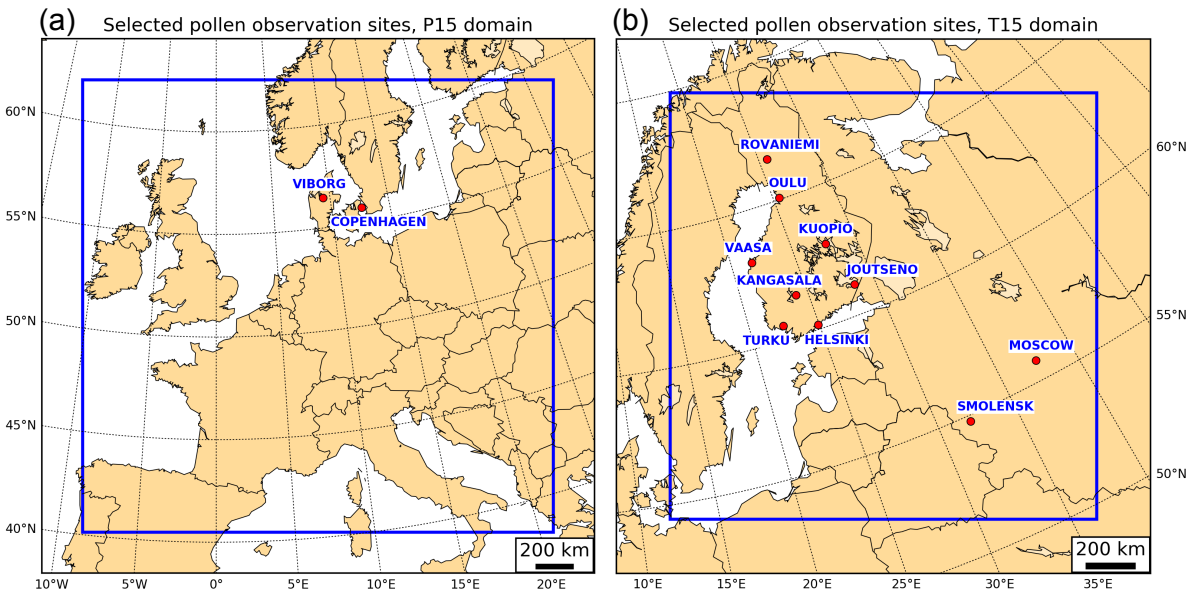 (a) Selected pollen observation sites, P15 domain
60°N
55°N
50°N
45°N
40°N
VIBORG
COPENHAGEN
200 km
10°W 5°W 0° 5°E 10°E 15°E 20°E
(b) Selected pollen observation sites, T15 domain
ROVANIEMI
OULU
KUOPIO
VAASA
JOUTSENO
KANGASALA
TURKU HELSINKI
MOSCOW
SMOLENSK
60°N
55°N
50°N
200 km
10°E 15°E 20°E 25°E 30°E 35°E